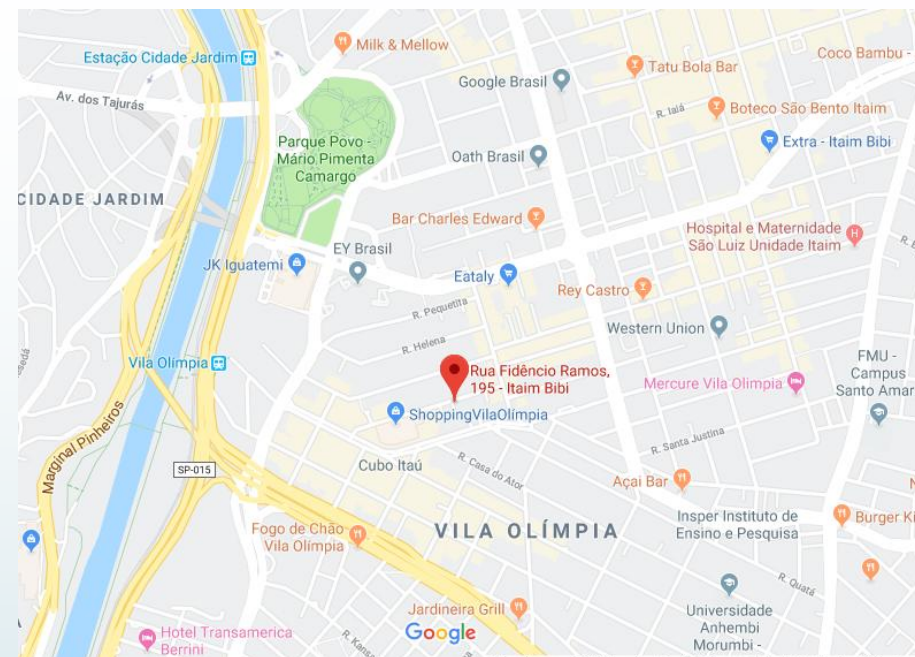 Estação Cidade Jardim
Milk & Mellow
Coco Bambu -
Tatu Bola Bar
Google Brasil
Av. dos Tajurás
R. Iaiá
Boteco São Bento Itaim
Parque Povo -
Mário Pimenta
Camargo
Extra - Itaim Bibi
Oath Brasil
CIDADE JARDIM
Bar Charles Edward
Hospital e Maternidade
São Luiz Unidade Itaim
EY Brasil
JK Iguatemi
Eataly
Rey Castro
R. Pequetita
Western Union
R. Helena
Vila Olimpia
Rua Fidêncio Ramos,
195 - Itaim Bibi
FMU -
Campus
Santo Amar
Mercure Vila Olimpia
ShoppingVilaOlímpia
Marginal Pinheiros
R. Santa Justina
SP-015
Cubo Itaú
R. Casa do Ator
Açai Bar
Fogo de Chão
Vila Olímpia
VILA OLÍMPIA
Insper Instituto de
Ensino e Pesquisa
Burger Ki
R. Quatá
Jardineira Grill
Universidade
Anhembi
Morumbi -
Google
Hotel Transamerica
Berrini
R. Kans